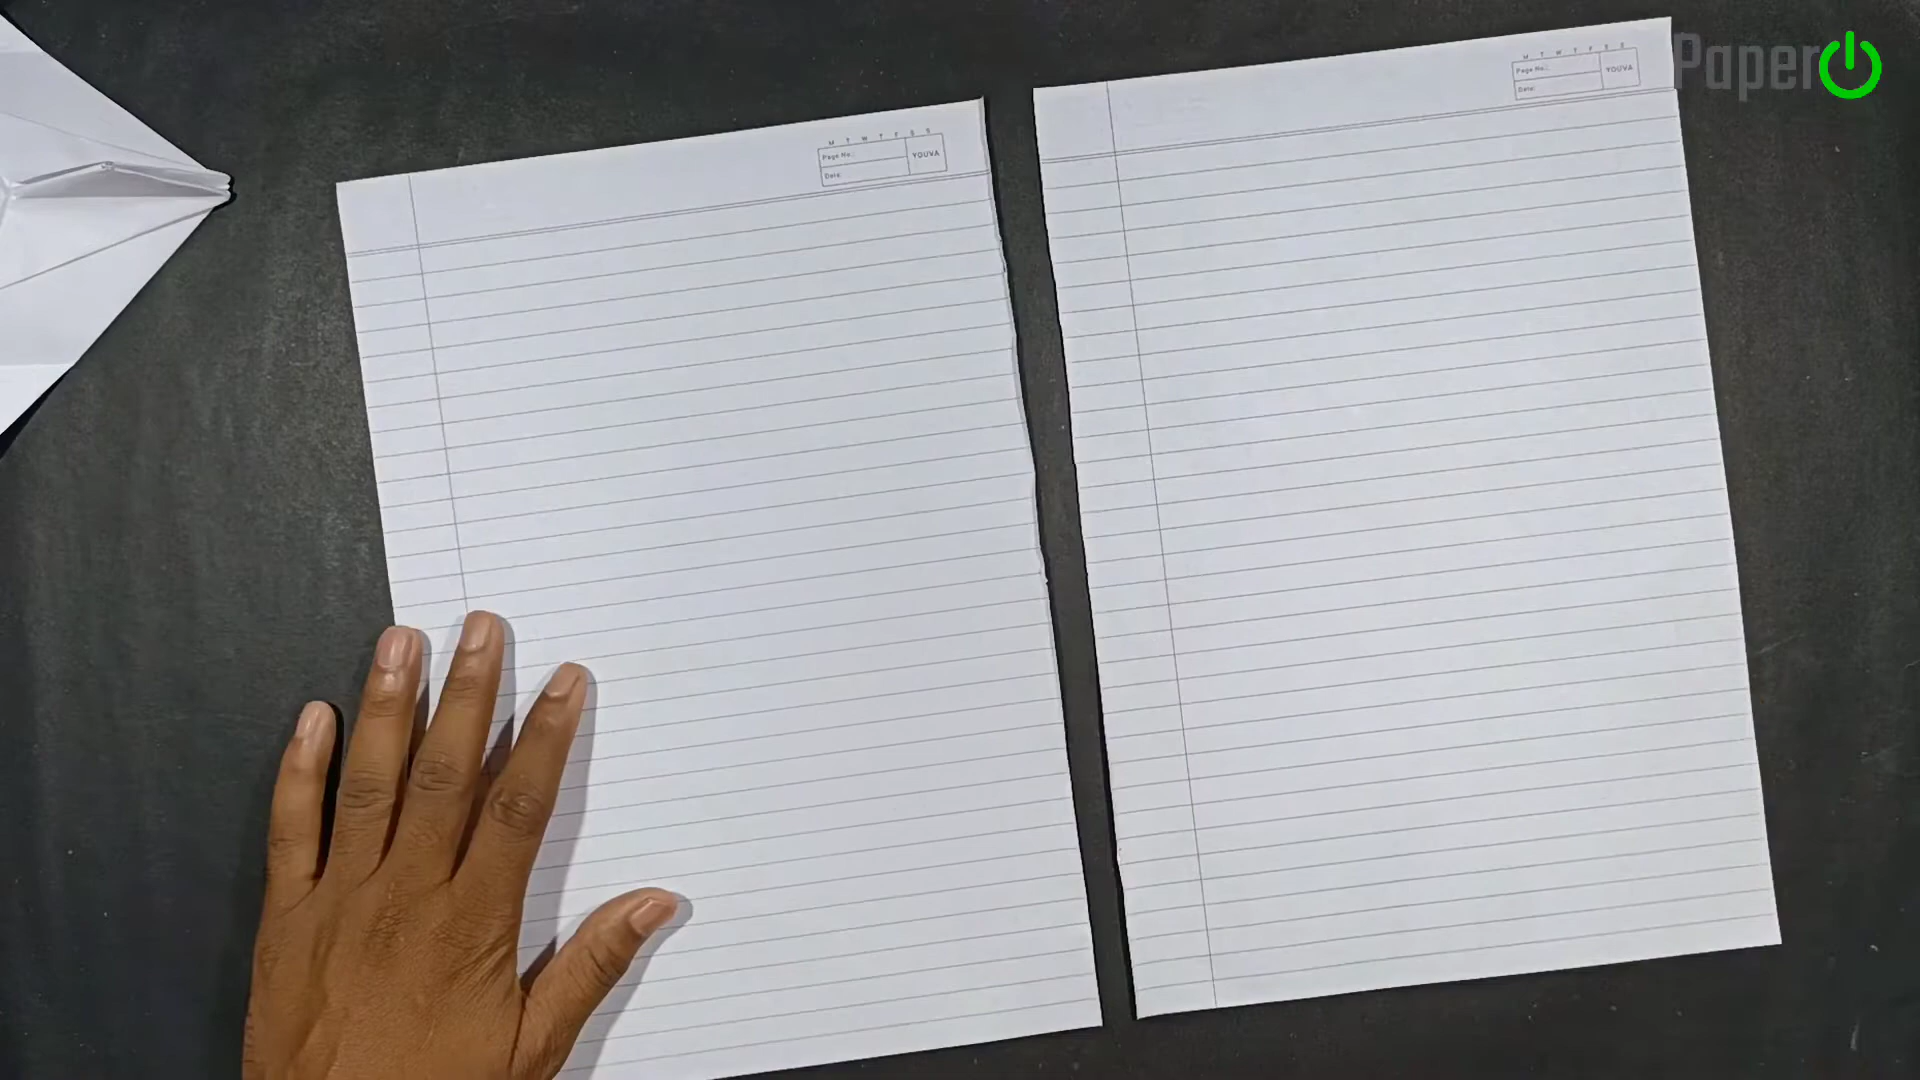 Paper
M T W T F S S
Page No.:
YOUVA
Date:
M T W T F S S
Page No.:
YOUVA
Date: